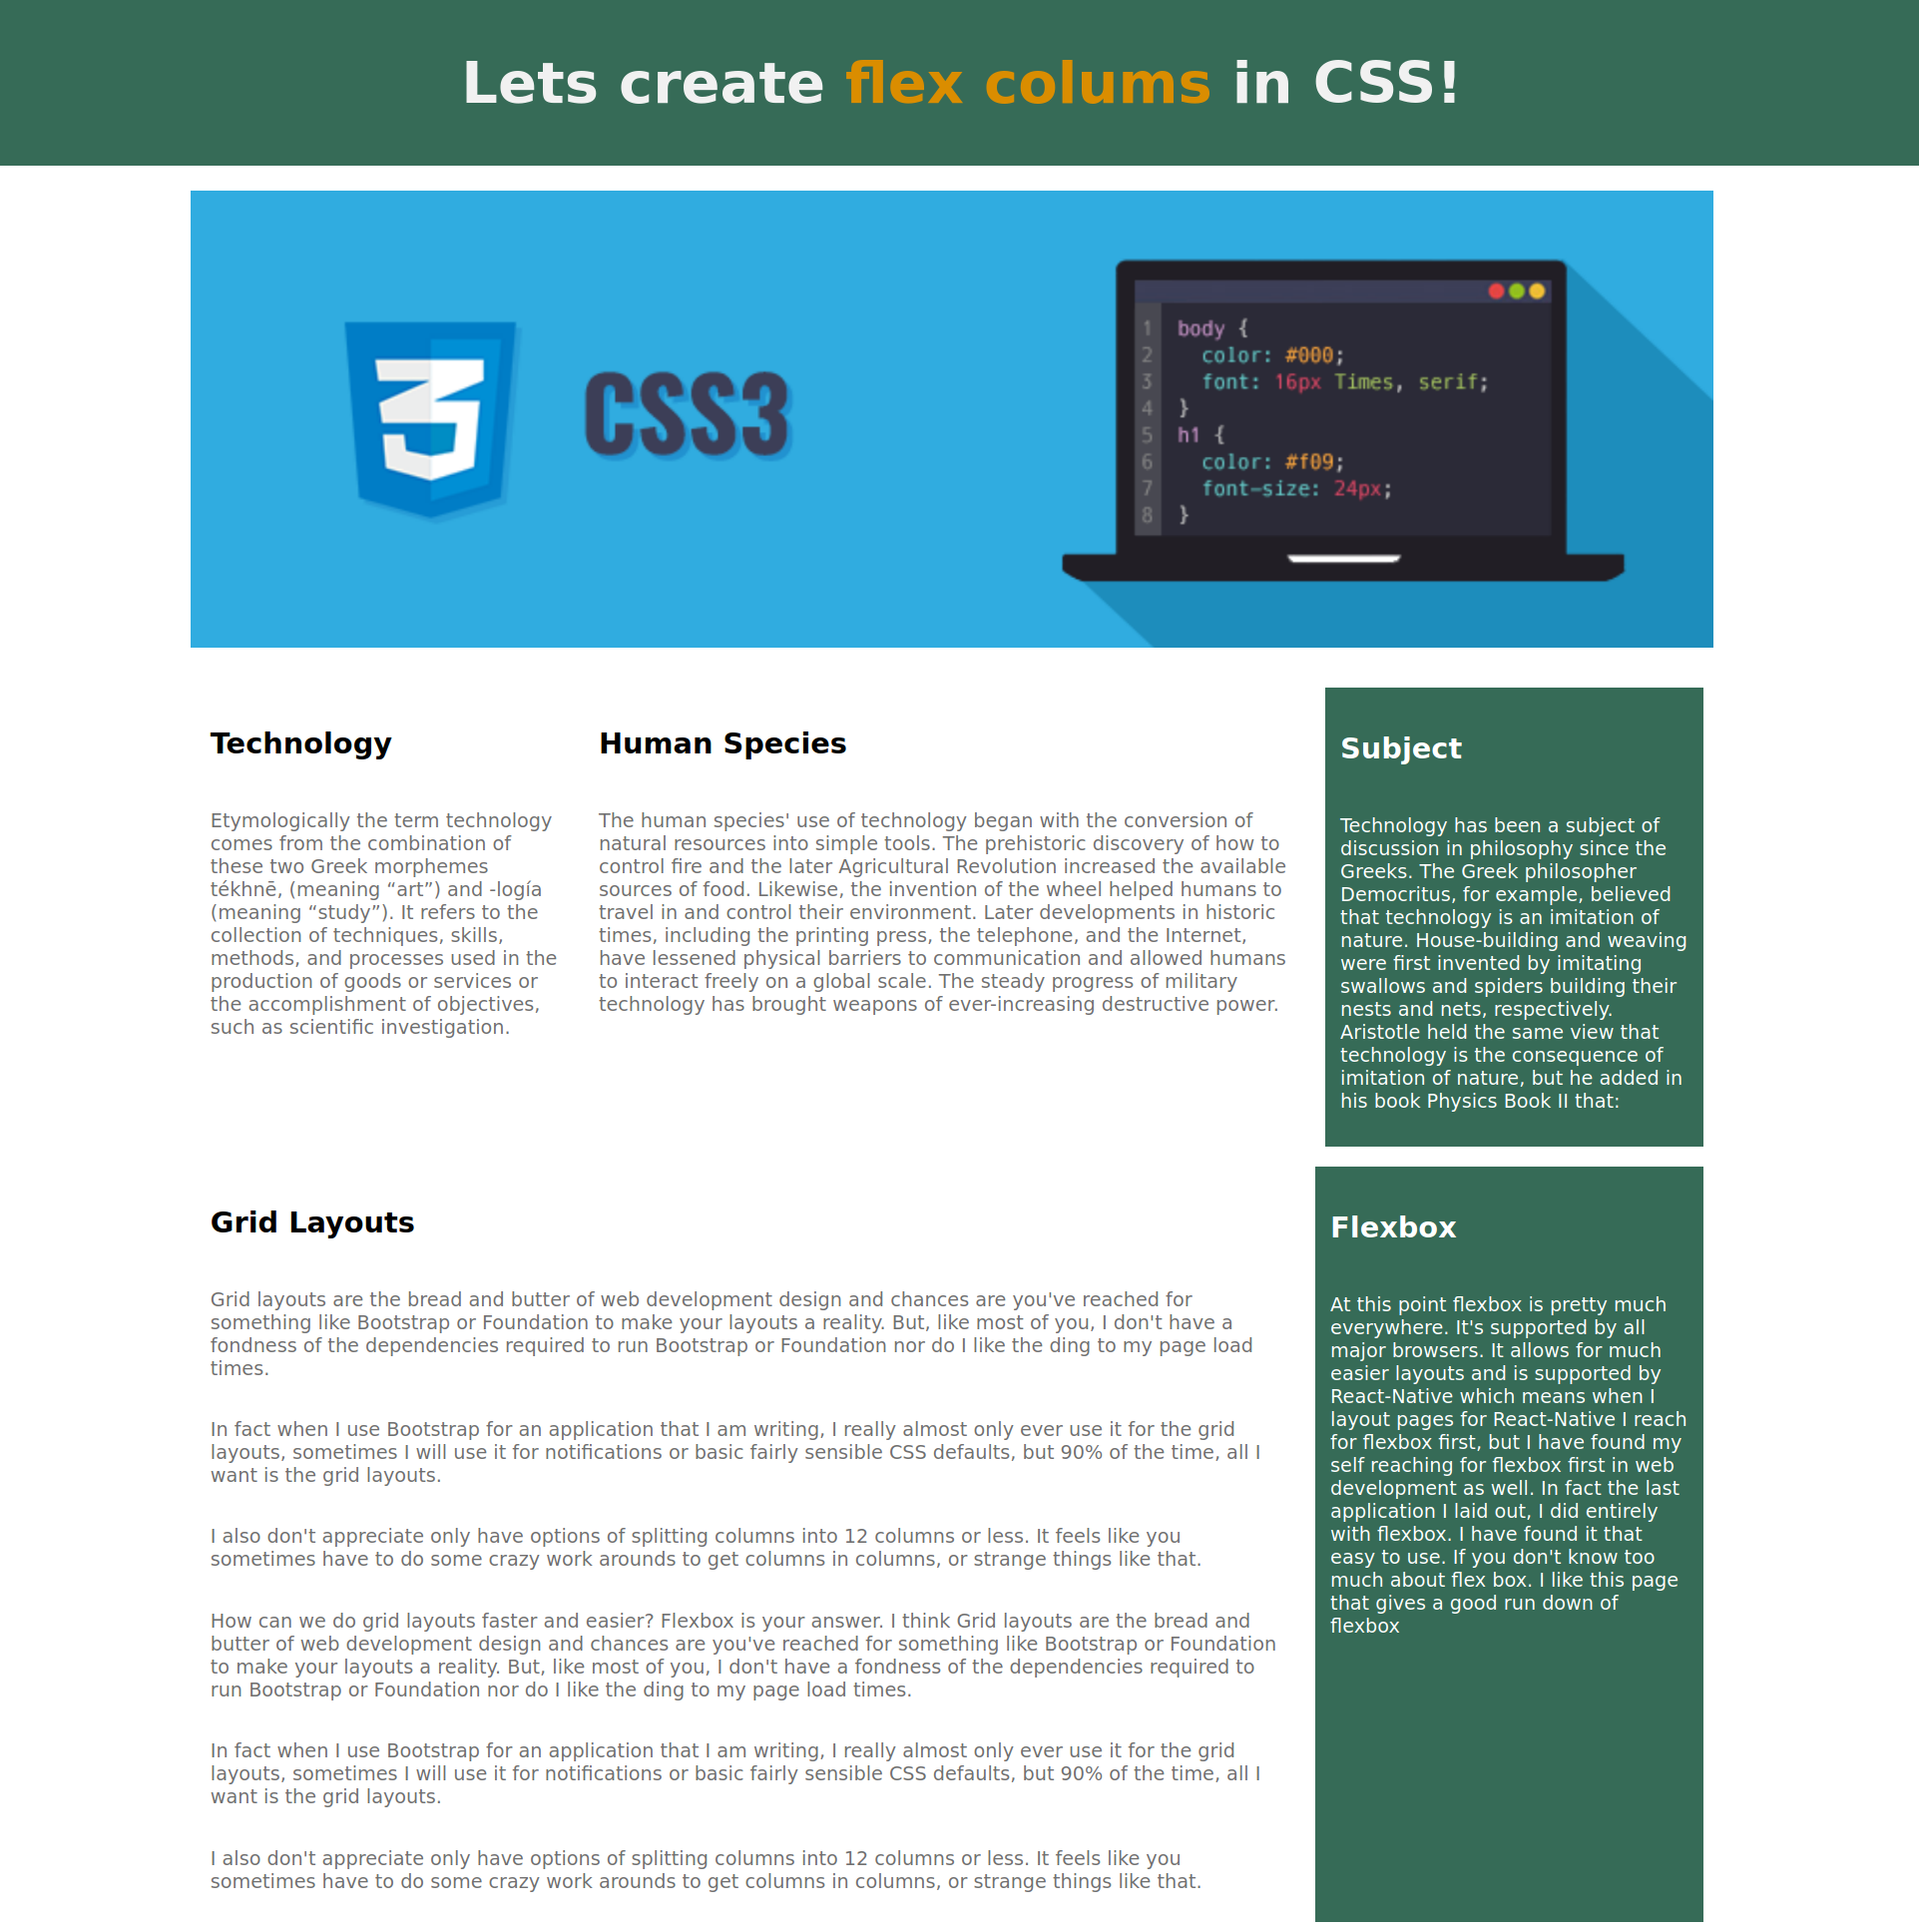 Lets create flex colums in CSS!
3
CSS3
1 body {
2 color: #000;
3 font: 16px Times, serif;
4 }
5 h1 {
6 color: #f09;
7 font-size: 24px;
8 }
Technology
Etymologically the term technology
comes from the combination of
these two Greek morphemes
tékhnē, (meaning “art”) and -logía
(meaning “study”). It refers to the
collection of techniques, skills,
methods, and processes used in the
production of goods or services or
the accomplishment of objectives,
such as scientific investigation.
Human Species
The human species' use of technology began with the conversion of
natural resources into simple tools. The prehistoric discovery of how to
control fire and the later Agricultural Revolution increased the available
sources of food. Likewise, the invention of the wheel helped humans to
travel in and control their environment. Later developments in historic
times, including the printing press, the telephone, and the Internet,
have lessened physical barriers to communication and allowed humans
to interact freely on a global scale. The steady progress of military
technology has brought weapons of ever-increasing destructive power.
Subject
Technology has been a subject of
discussion in philosophy since the
Greeks. The Greek philosopher
Democritus, for example, believed
that technology is an imitation of
nature. House-building and weaving
were first invented by imitating
swallows and spiders building their
nests and nets, respectively.
Aristotle held the same view that
technology is the consequence of
imitation of nature, but he added in
his book Physics Book II that:
Grid Layouts
Grid layouts are the bread and butter of web development design and chances are you've reached for
something like Bootstrap or Foundation to make your layouts a reality. But, like most of you, I don't have a
fondness of the dependencies required to run Bootstrap or Foundation nor do I like the ding to my page load
times.
In fact when I use Bootstrap for an application that I am writing, I really almost only ever use it for the grid
layouts, sometimes I will use it for notifications or basic fairly sensible CSS defaults, but 90% of the time, all I
want is the grid layouts.
I also don't appreciate only have options of splitting columns into 12 columns or less. It feels like you
sometimes have to do some crazy work arounds to get columns in columns, or strange things like that.
How can we do grid layouts faster and easier? Flexbox is your answer. I think Grid layouts are the bread and
butter of web development design and chances are you've reached for something like Bootstrap or Foundation
to make your layouts a reality. But, like most of you, I don't have a fondness of the dependencies required to
run Bootstrap or Foundation nor do I like the ding to my page load times.
In fact when I use Bootstrap for an application that I am writing, I really almost only ever use it for the grid
layouts, sometimes I will use it for notifications or basic fairly sensible CSS defaults, but 90% of the time, all I
want is the grid layouts.
I also don't appreciate only have options of splitting columns into 12 columns or less. It feels like you
sometimes have to do some crazy work arounds to get columns in columns, or strange things like that.
Flexbox
At this point flexbox is pretty much
everywhere. It's supported by all
major browsers. It allows for much
easier layouts and is supported by
React-Native which means when I
layout pages for React-Native I reach
for flexbox first, but I have found my
self reaching for flexbox first in web
development as well. In fact the last
application I laid out, I did entirely
with flexbox. I have found it that
easy to use. If you don't know too
much about flex box. I like this page
that gives a good run down of
flexbox